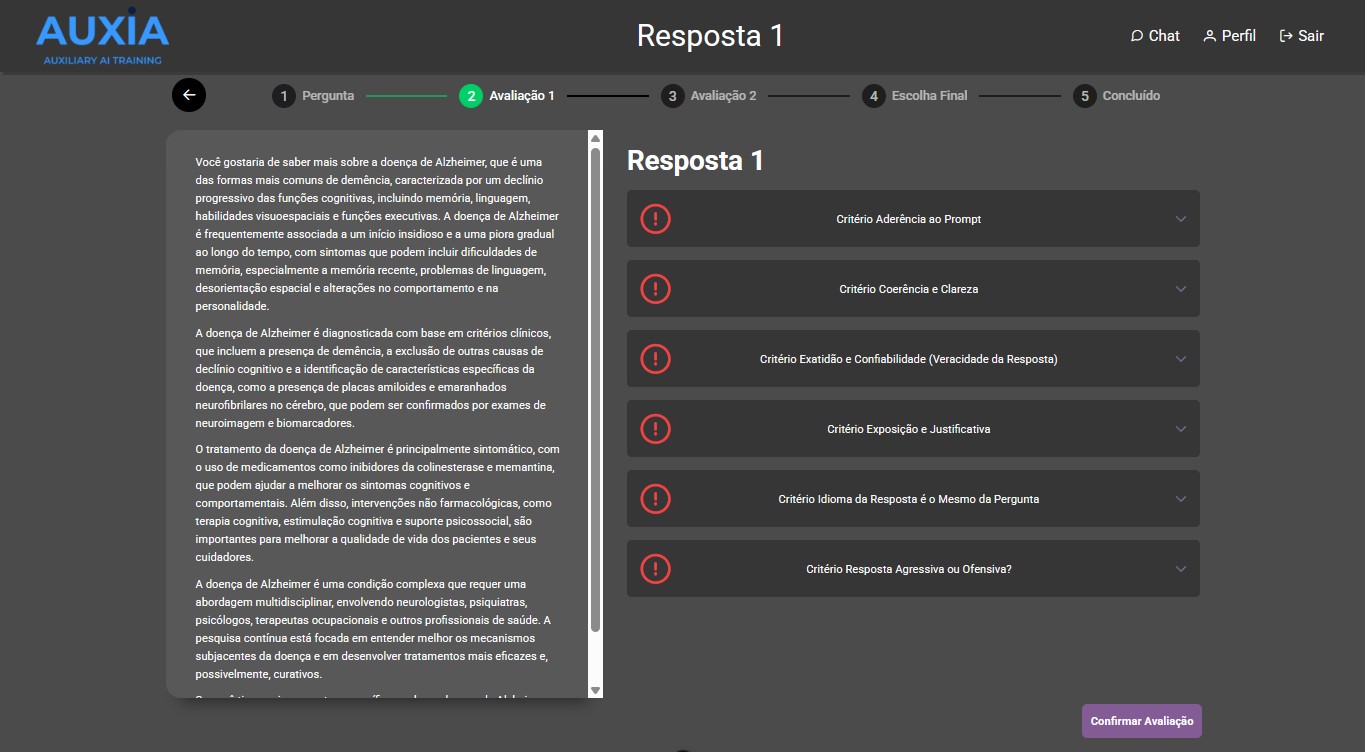 AUXIA
AUXILIARY AI TRAINING
Resposta 1
Chat
Perfil
Sair
1 Pergunta
2 Avaliação 1
3 Avaliação 2
4 Escolha Final
5 Concluído
Você gostaria de saber mais sobre a doença de Alzheimer, que é uma
das formas mais comuns de demência, caracterizada por um declínio
progressivo das funções cognitivas, incluindo memória, linguagem,
habilidades visuoespaciais e funções executivas. A doença de Alzheimer
é frequentemente associada a um início insidioso e a uma piora gradual
ao longo do tempo, com sintomas que podem incluir dificuldades de
memória, especialmente a memória recente, problemas de linguagem,
desorientação espacial e alterações no comportamento e na
personalidade.
A doença de Alzheimer é diagnosticada com base em critérios clínicos,
que incluem a presença de demência, a exclusão de outras causas de
declínio cognitivo e a identificação de características específicas da
doença, como a presença de placas amiloides e emaranhados
neurofibrilares no cérebro, que podem ser confirmados por exames de
neuroimagem e biomarcadores.
O tratamento da doença de Alzheimer é principalmente sintomático, com
o uso de medicamentos como inibidores da colinesterase e memantina,
que podem ajudar a melhorar os sintomas cognitivos e
comportamentais. Além disso, intervenções não farmacológicas, como
terapia cognitiva, estimulação cognitiva e suporte psicossocial, são
importantes para melhorar a qualidade de vida dos pacientes e seus
cuidadores.
A doença de Alzheimer é uma condição complexa que requer uma
abordagem multidisciplinar, envolvendo neurologistas, psiquiatras,
psicólogos, terapeutas ocupacionais e outros profissionais de saúde. A
pesquisa contínua está focada em entender melhor os mecanismos
subjacentes da doença e em desenvolver tratamentos mais eficazes e,
possivelmente, curativos.
Resposta 1
Critério Aderência ao Prompt
Critério Coerência e Clareza
Critério Exatidão e Confiabilidade (Veracidade da Resposta)
Critério Exposição e Justificativa
Critério Idioma da Resposta é o Mesmo da Pergunta
Critério Resposta Agressiva ou Ofensiva?
Confirmar Avaliação